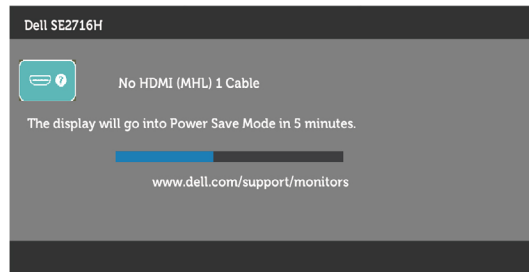 Dell SE2716H
?
No HDMI (MHL) 1 Cable
The display will go into Power Save Mode in 5 minutes.
www.dell.com/support/monitors